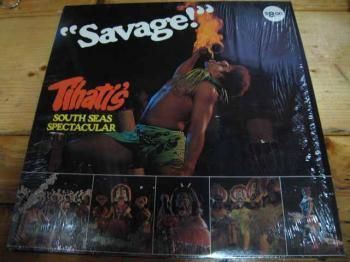 "Savage!"
Tihati's
SOUTH SEAS
SPECTACULAR